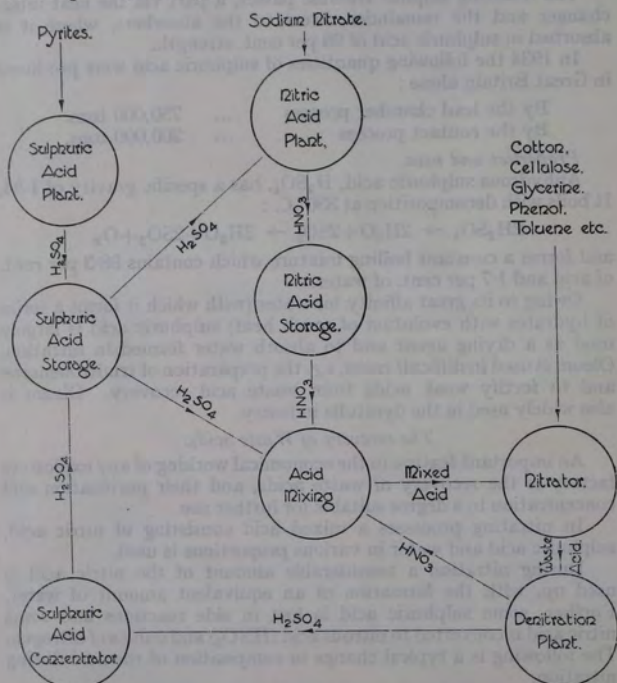 Sodium Nitrate.
Pyrites.
Nitric
Acid
Plant.
Sulphuric
Acid
Plant.
Cotton,
Cellulose.
Glycerine.
Phenol.
Toluene etc.
H₂SO₄
H₂SO₄
HNO₃
Nitric
Acid
Storage.
Sulphuric
Acid
Storage.
H₂SO₄
HNO₃
Acid
Mixing
Mixed
Acid
Nitrator.
H₂SO₄
HNO₃
Waste
Acid.
Sulphuric
Acid
Concentrator.
H₂SO₄
Denitration
Plant.